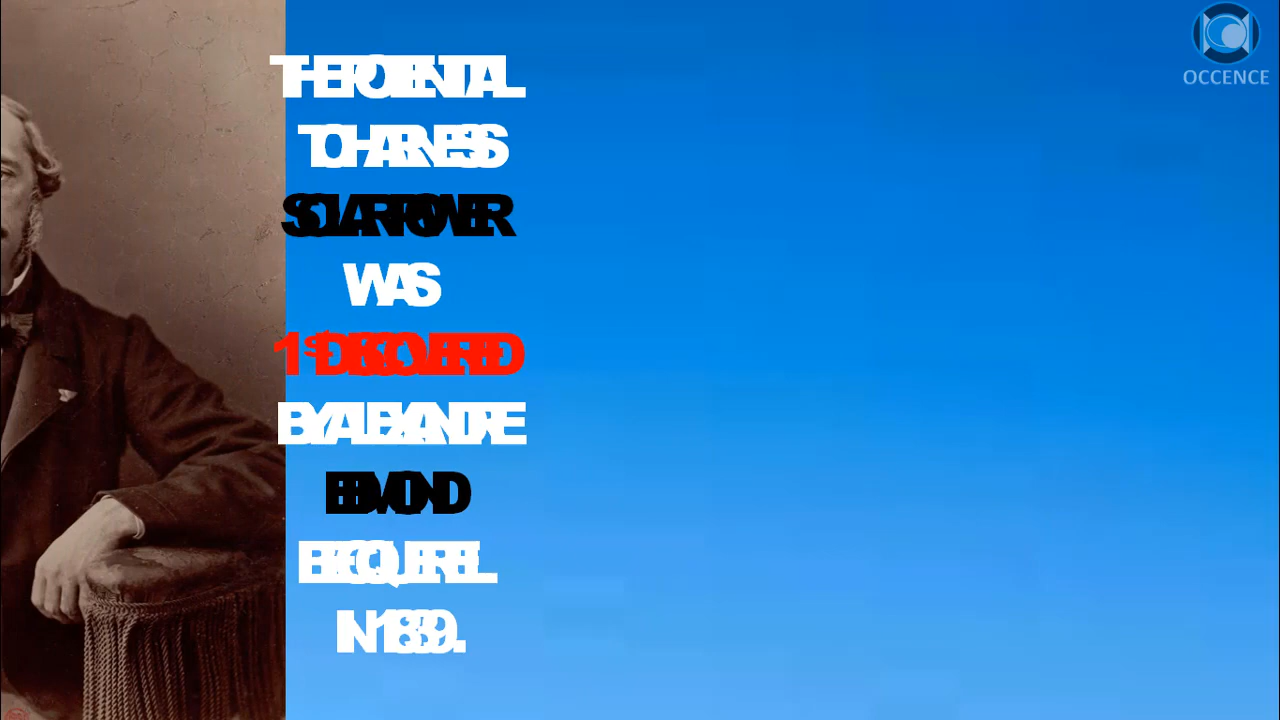 OCCENCE
THE POTENTIAL
TO HARNESS
SOLAR POWER
WAS
1st DISCOVERED
BY ALEXANDRE
EDMOND
BECQUEREL
IN 1839.